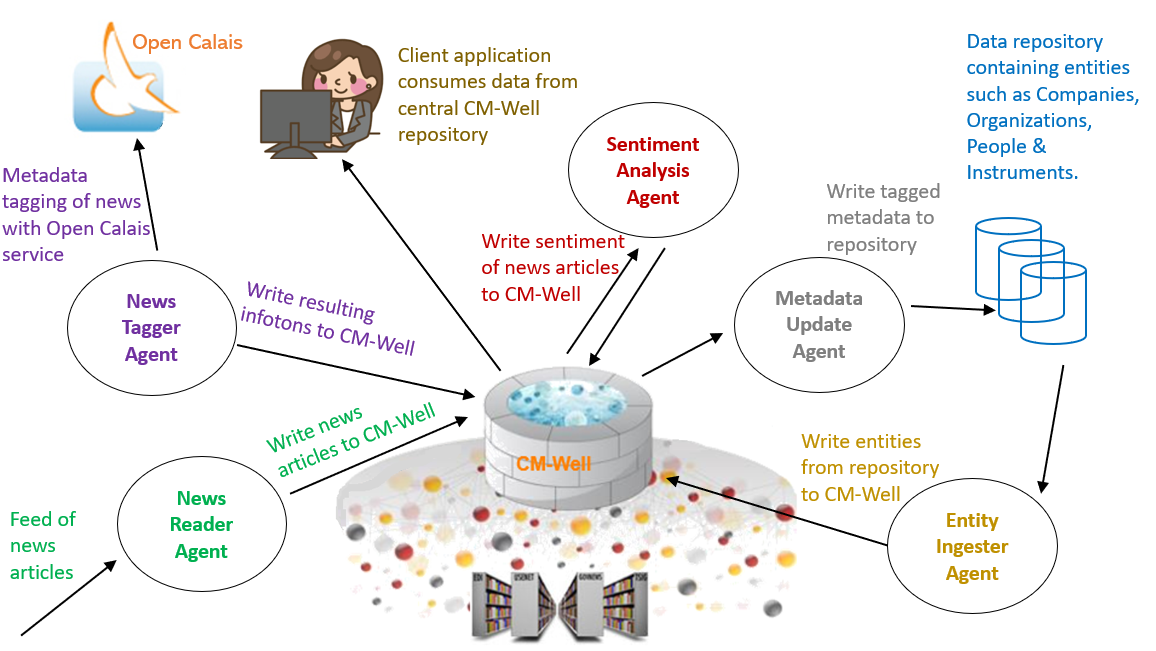 Open Calais
Client application
consumes data from
central CM-Well
repository
Data repository
containing entities
such as Companies,
Organizations,
People &
Instruments.
Sentiment
Analysis
Agent
Metadata
tagging of news
with Open Calais
service
Write tagged
metadata to
repository
Write sentiment
of news articles
to CM-Well
News
Tagger
Agent
Write resulting
infotons to CM-Well
Metadata
Update
Agent
Write news
articles to CM-Well
CM-Well
Write entities
from repository
to CM-Well
News
Reader
Agent
Feed of
news
articles
Entity
Ingester
Agent
EDI
USENET